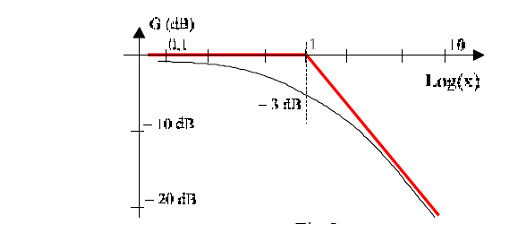 G (dB)
0,1
1
10
Log(x)
– 3 dB
– 10 dB
– 20 dB